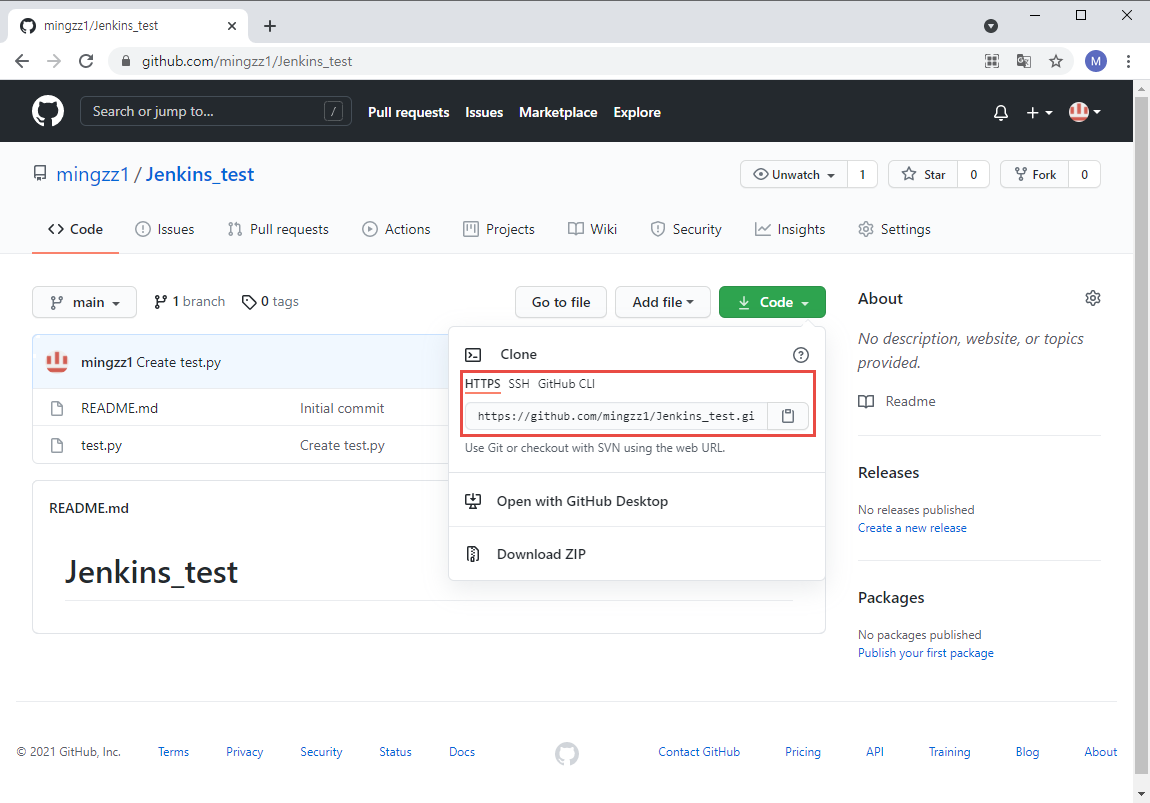 mingzz1/Jenkins_test
github.com/mingzz1/Jenkins_test
M
Search or jump to... / Pull requests Issues Marketplace Explore
mingzz1 / Jenkins_test
Unwatch 1 Star 0 Fork 0
Code Issues Pull requests Actions Projects Wiki Security Insights Settings
main 1 branch 0 tags Go to file Add file Code
mingzz1 Create test.py
README.md Initial commit
test.py Create test.py
README.md
Jenkins_test
Clone
HTTPS SSH GitHub CLI
https://github.com/mingzz1/Jenkins_test.gi
Use Git or checkout with SVN using the web URL.
Open with GitHub Desktop
Download ZIP
About
No description, website, or topics
provided.
Readme
Releases
No releases published
Create a new release
Packages
No packages published
Publish your first package
© 2021 GitHub, Inc. Terms Privacy Security Status Docs Contact GitHub Pricing API Training Blog About